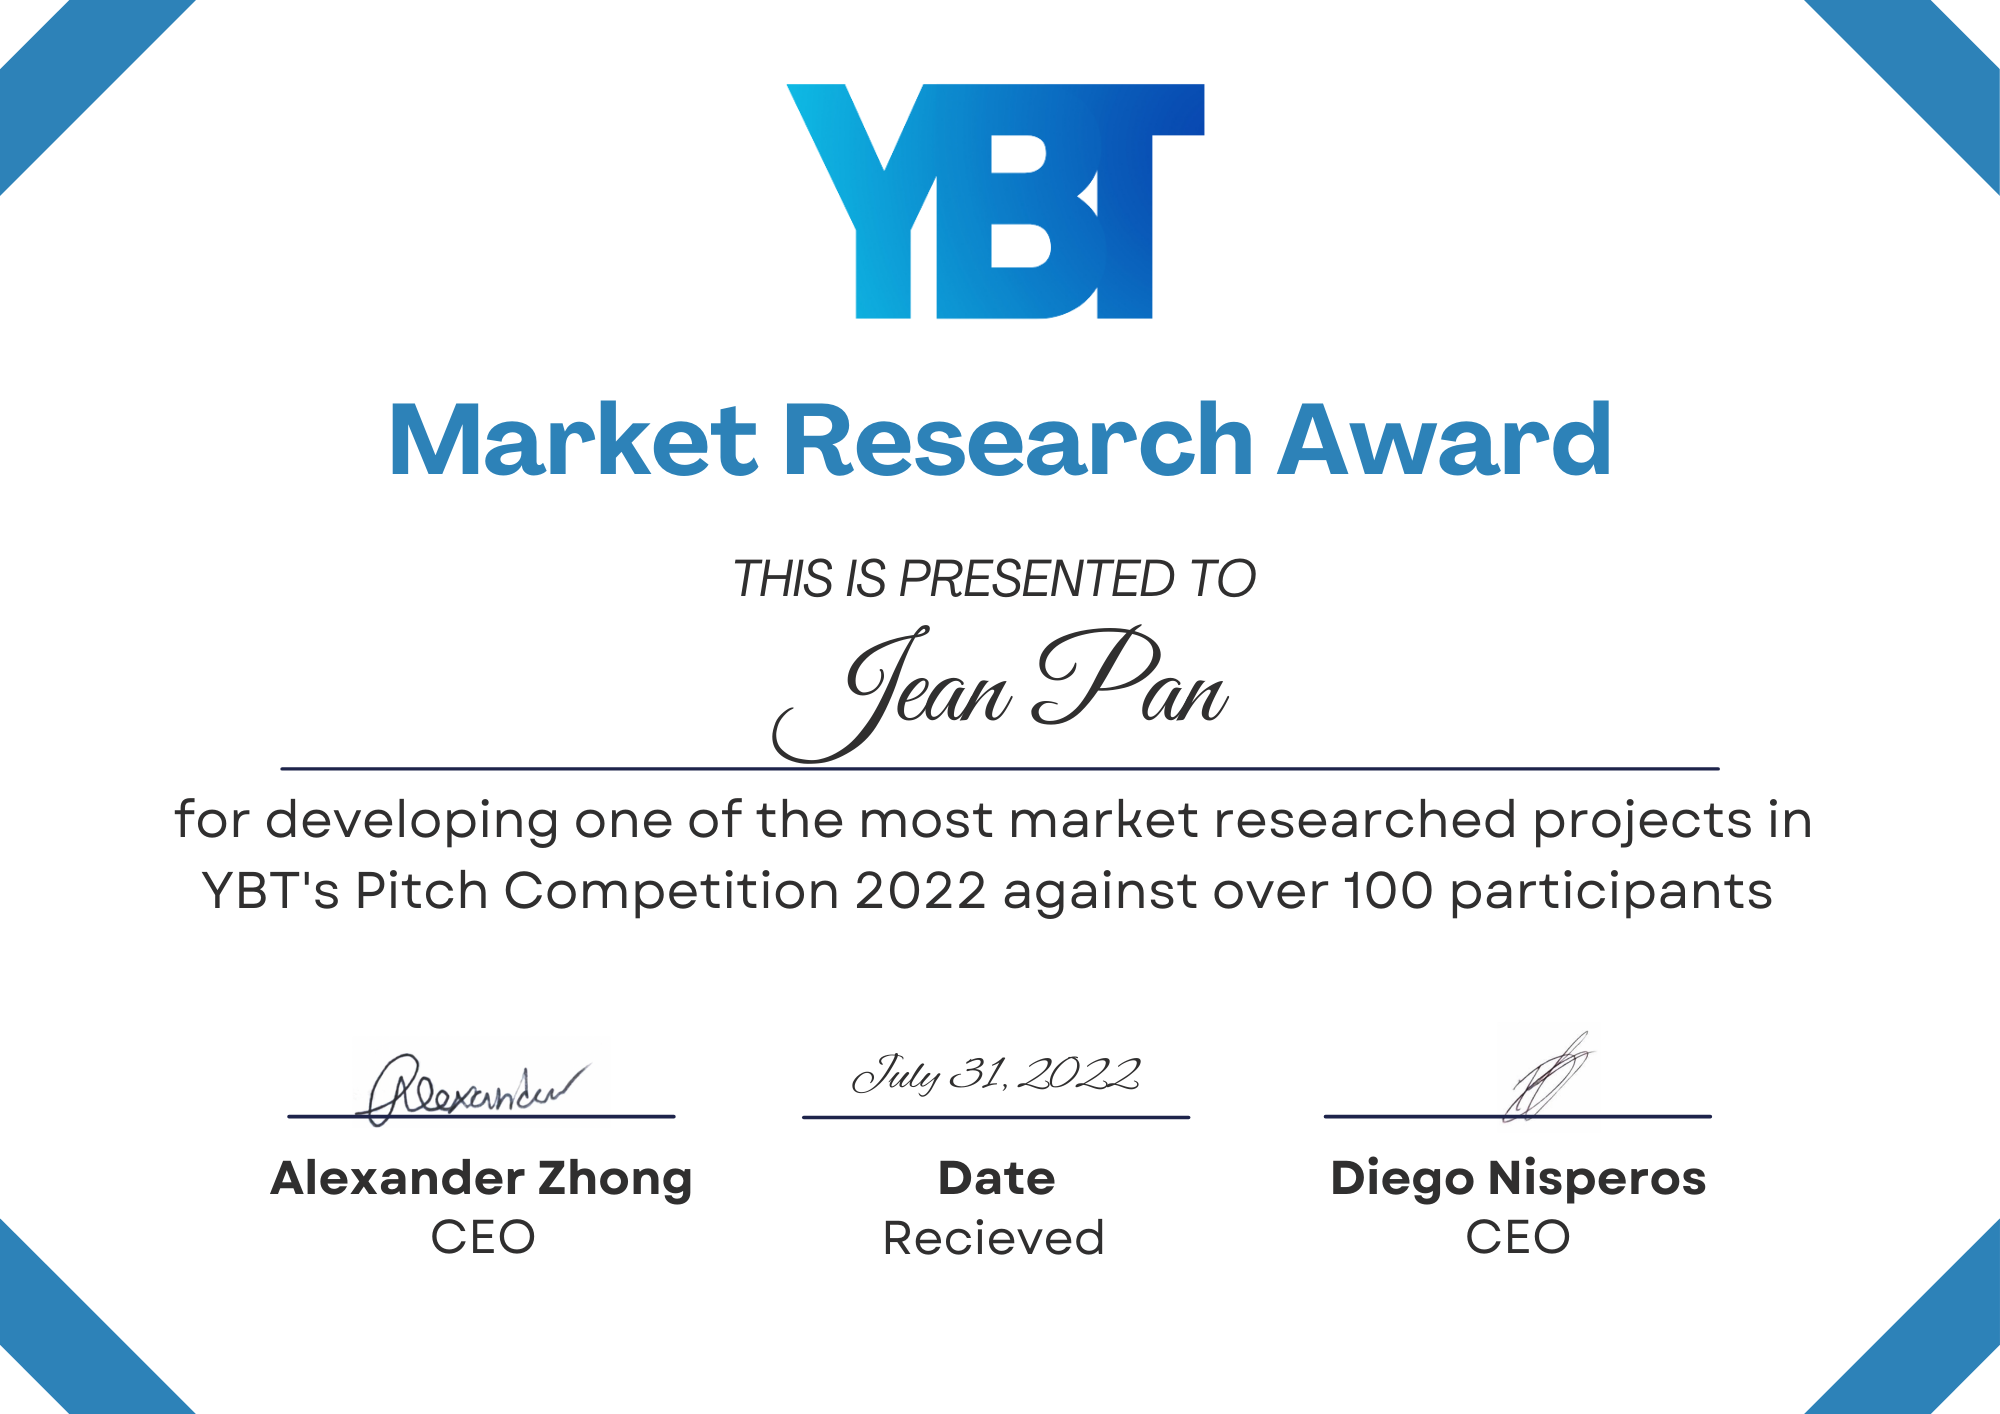 YBT
Market Research Award
THIS IS PRESENTED TO
Jean Pan
for developing one of the most market researched projects in
YBT's Pitch Competition 2022 against over 100 participants
Alexander
July 31, 2022
Alexander Zhong
Date
Diego Nisperos
CEO
Recieved
CEO